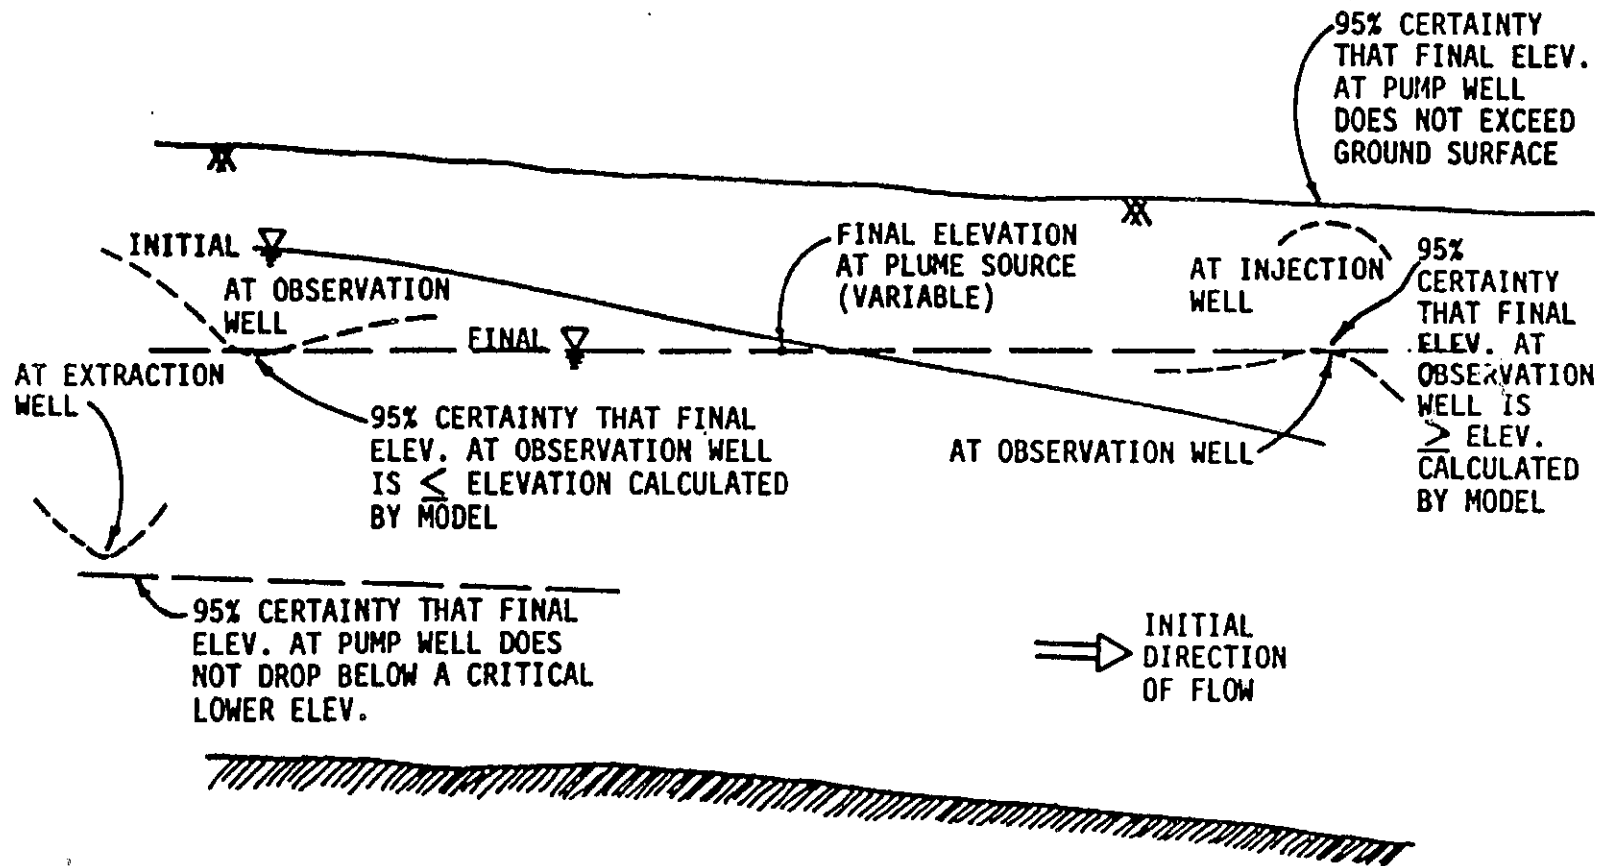 95% CERTAINTY
THAT FINAL ELEV.
AT PUMP WELL
DOES NOT EXCEED
GROUND SURFACE
INITIAL
AT OBSERVATION
WELL
FINAL ELEVATION
AT PLUME SOURCE
(VARIABLE)
AT INJECTION
WELL
95%
CERTAINTY
THAT FINAL
ELEV. AT
OBSERVATION
WELL IS
≥ ELEV.
CALCULATED
BY MODEL
FINAL
AT EXTRACTION
WELL
95% CERTAINTY THAT FINAL
ELEV. AT OBSERVATION WELL
IS ≤ ELEVATION CALCULATED
BY MODEL
AT OBSERVATION WELL
95% CERTAINTY THAT FINAL
ELEV. AT PUMP WELL DOES
NOT DROP BELOW A CRITICAL
LOWER ELEV.
INITIAL
DIRECTION
OF FLOW